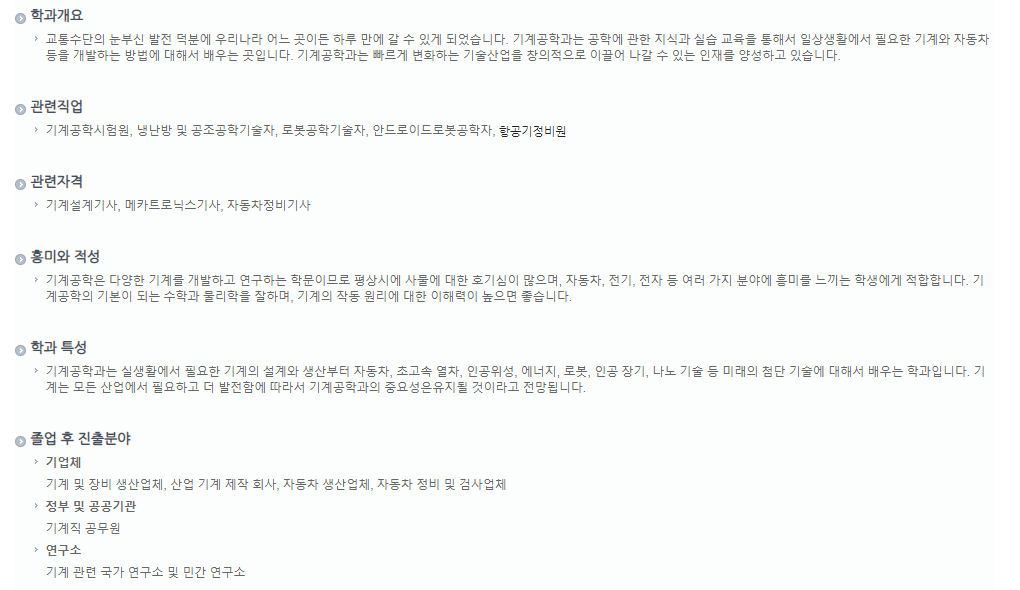 학과개요
교통수단의 눈부신 발전 덕분에 우리나라 어느 곳이든 하루 만에 갈 수 있게 되었습니다. 기계공학과는 공학에 관한 지식과 실습 교육을 통해서 일상생활에서 필요한 기계와 자동차
등을 개발하는 방법에 대해서 배우는 곳입니다. 기계공학과는 빠르게 변화하는 기술산업을 창의적으로 이끌어 나갈 수 있는 인재를 양성하고 있습니다.
관련직업
기계공학시험원, 냉난방 및 공조공학기술자, 로봇공학기술자, 안드로이드로봇공학자, 항공기정비원
관련자격
기계설계기사, 메카트로닉스기사, 자동차정비기사
흥미와 적성
기계공학은 다양한 기계를 개발하고 연구하는 학문이므로 평상시에 사물에 대한 호기심이 많으며, 자동차, 전기, 전자 등 여러 가지 분야에 흥미를 느끼는 학생에게 적합합니다. 기
계공학의 기본이 되는 수학과 물리학을 잘하며, 기계의 작동 원리에 대한 이해력이 높으면 좋습니다.
학과 특성
기계공학과는 실생활에서 필요한 기계의 설계와 생산부터 자동차, 초고속 열차, 인공위성, 에너지, 로봇, 인공 장기, 나노 기술 등 미래의 첨단 기술에 대해서 배우는 학과입니다. 기
계는 모든 산업에서 필요하고 더 발전함에 따라서 기계공학과의 중요성은유지될 것이라고 전망됩니다.
졸업 후 진출분야
기업체
기계 및 장비 생산업체, 산업 기계 제작 회사, 자동차 생산업체, 자동차 정비 및 검사업체
정부 및 공공기관
기계직 공무원
연구소
기계 관련 국가 연구소 및 민간 연구소